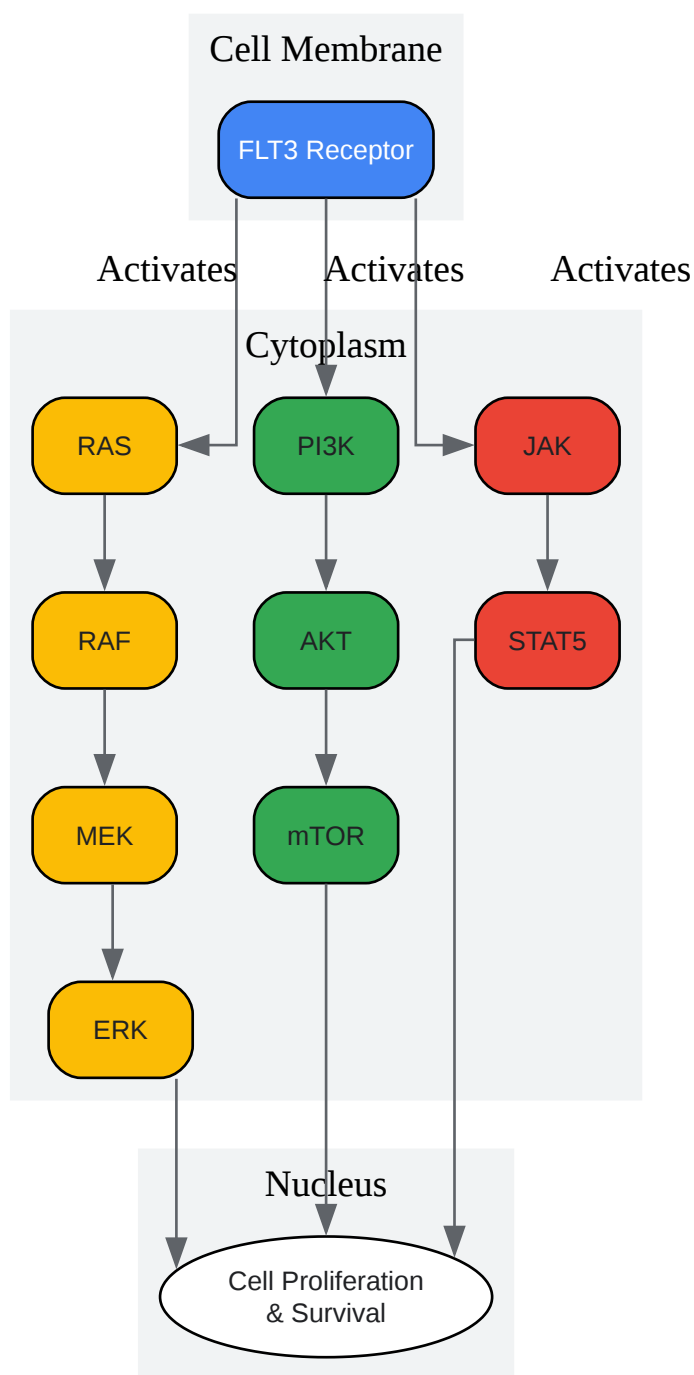 Cell Membrane
FLT3 Receptor
Activates
Activates
Activates
Cytoplasm
RAS
PI3K
JAK
RAF
AKT
STAT5
MEK
mTOR
ERK
Nucleus
Cell Proliferation
& Survival